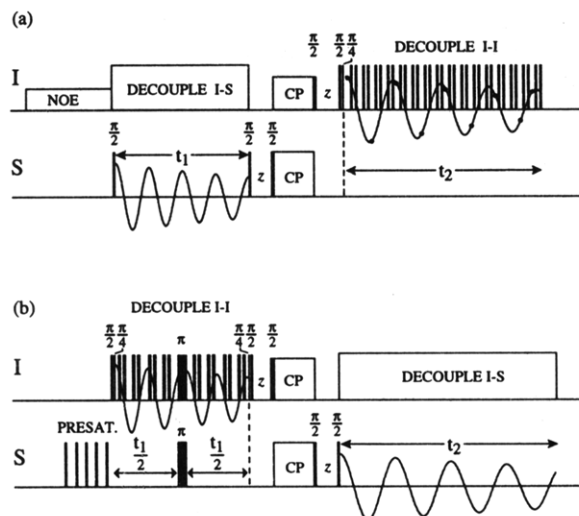 (a)
π/2 π/2 π/4 DECOUPLE I-I
I NOE DECOUPLE I-S CP z
π/2 t₁ π/2 π/2
S z CP t₂
(b)
DECOUPLE I-I
π/2 π/4 π π/4 π/2 π/2
I z CP DECOUPLE I-S
PRESAT. π π/2 π/2
S t₁/2 t₁/2 CP z t₂